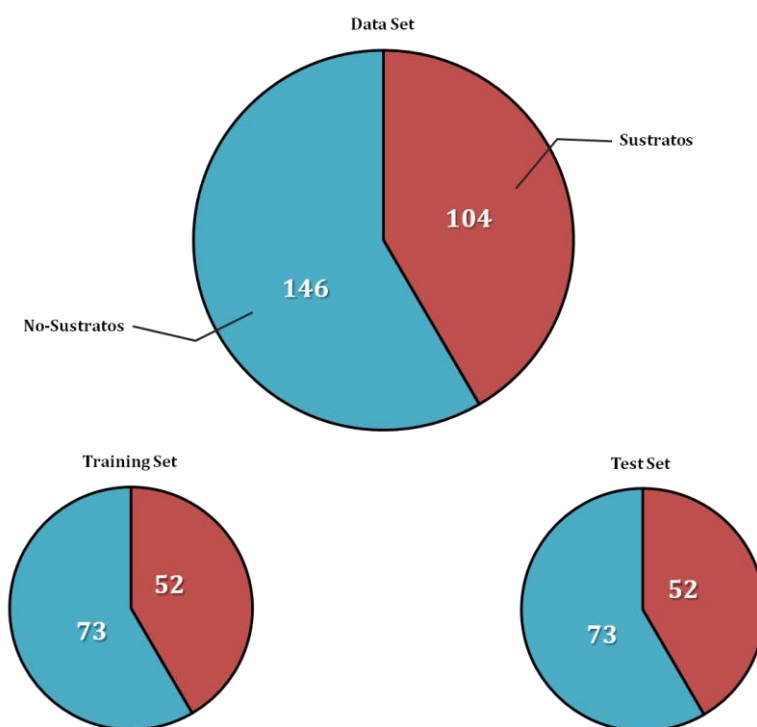 Data Set
Sustratos
104
146
No-Sustratos
Training Set
Test Set
52
73
52
73